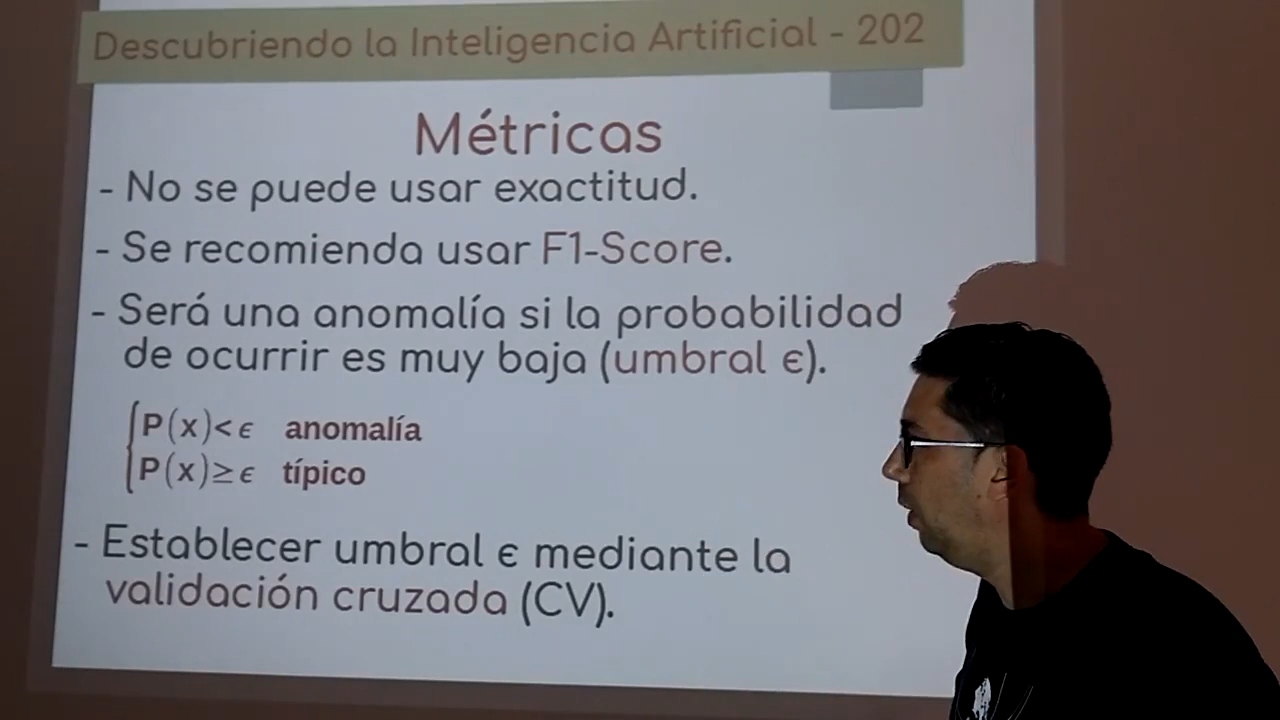 Descubriendo la Inteligencia Artificial - 202
Métricas
- No se puede usar exactitud.
- Se recomienda usar F1-Score.
- Será una anomalía si la probabilidad
de ocurrir es muy baja (umbral ϵ).
P(x)<ϵ anomalía
P(x)≥ϵ típico
- Establecer umbral ϵ mediante la
validación cruzada (CV).